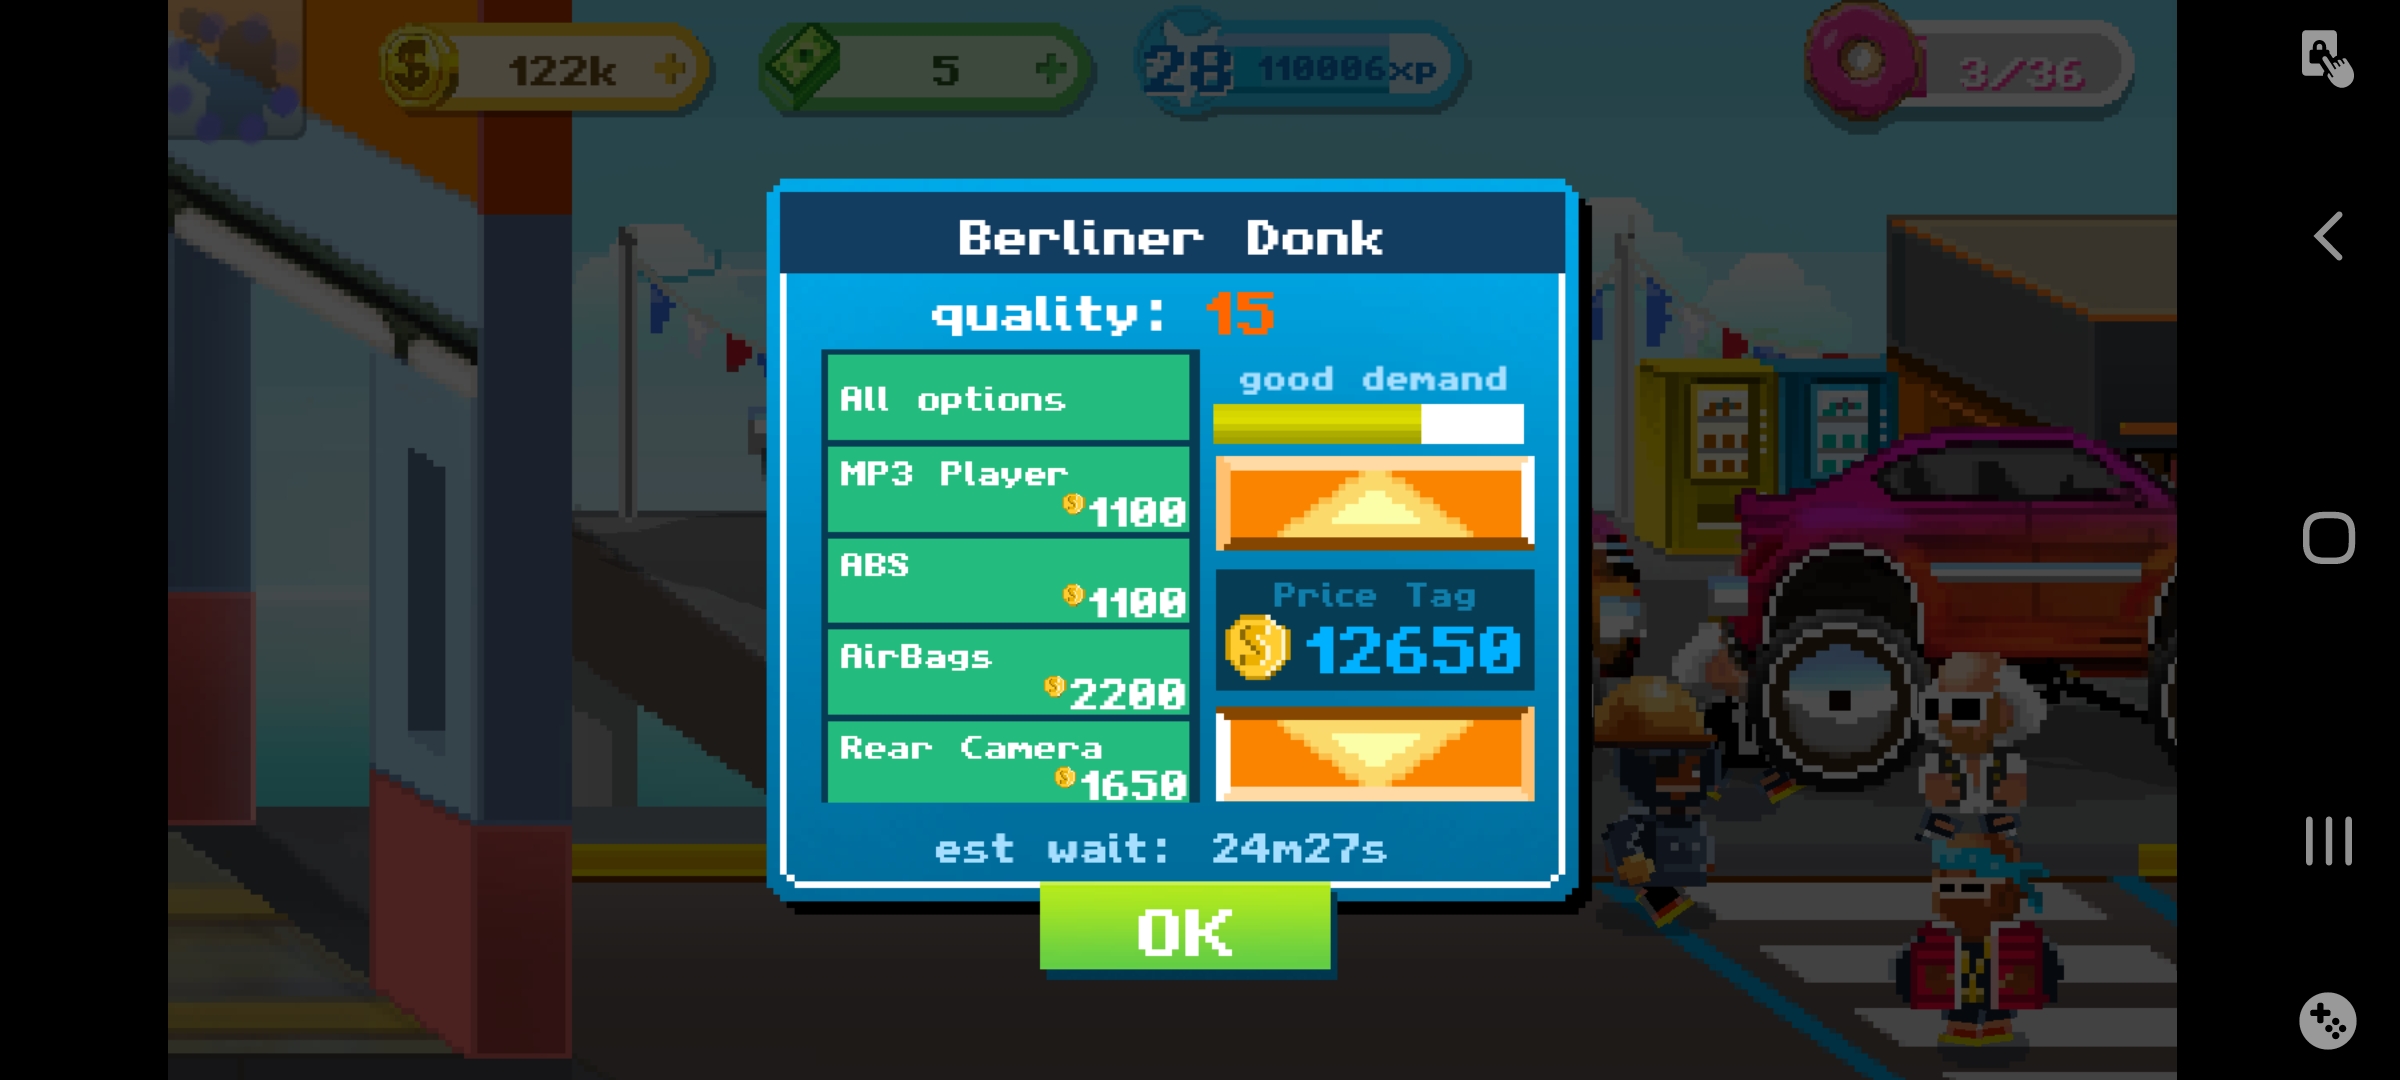 122k
5
28 110006xp
3/36
Berliner Donk
quality: 15
good demand
All options
MP3 Player
1100
ABS
1100
AirBags
2200
Rear Camera
1650
Price Tag
12650
est wait: 24m27s
OK